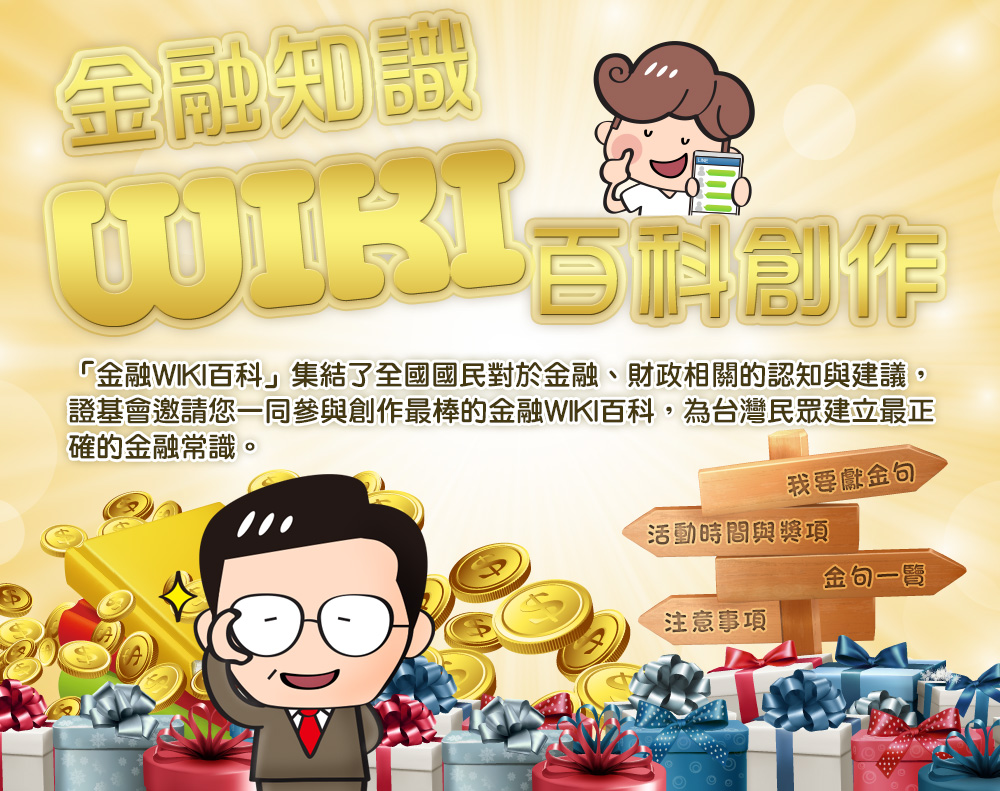 金融知識
WIKI百科創作
「金融WIKI百科」集結了全國國民對於金融、財政相關的認知與建議，
證基會邀請您一同參與創作最棒的金融WIKI百科，為台灣民眾建立最正
確的金融常識。
LINE
我要獻金句
活動時間與獎項
金句一覽
注意事項